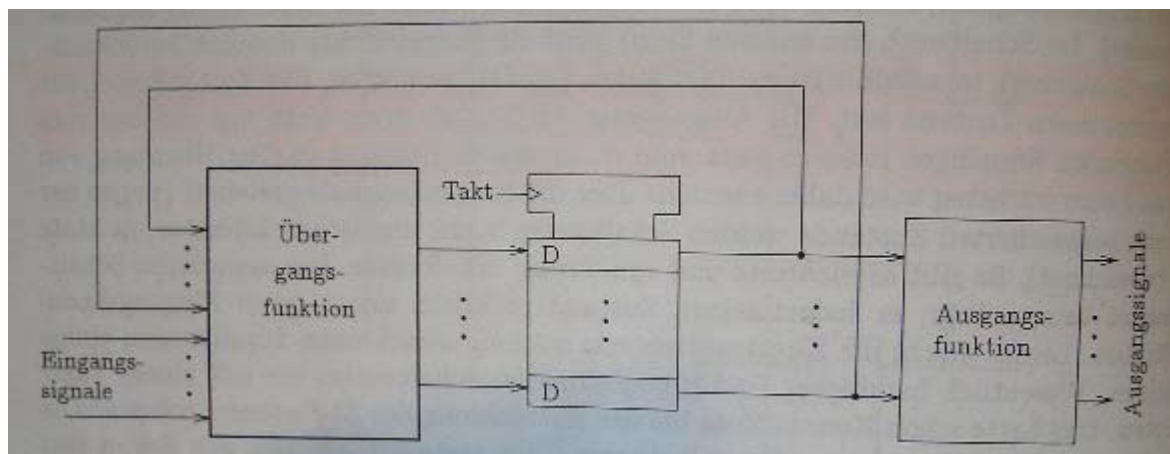 Takt
Über-
gangs-
funktion
D
D
Eingangs-
signale
Ausgangs-
funktion
Ausgangssignale